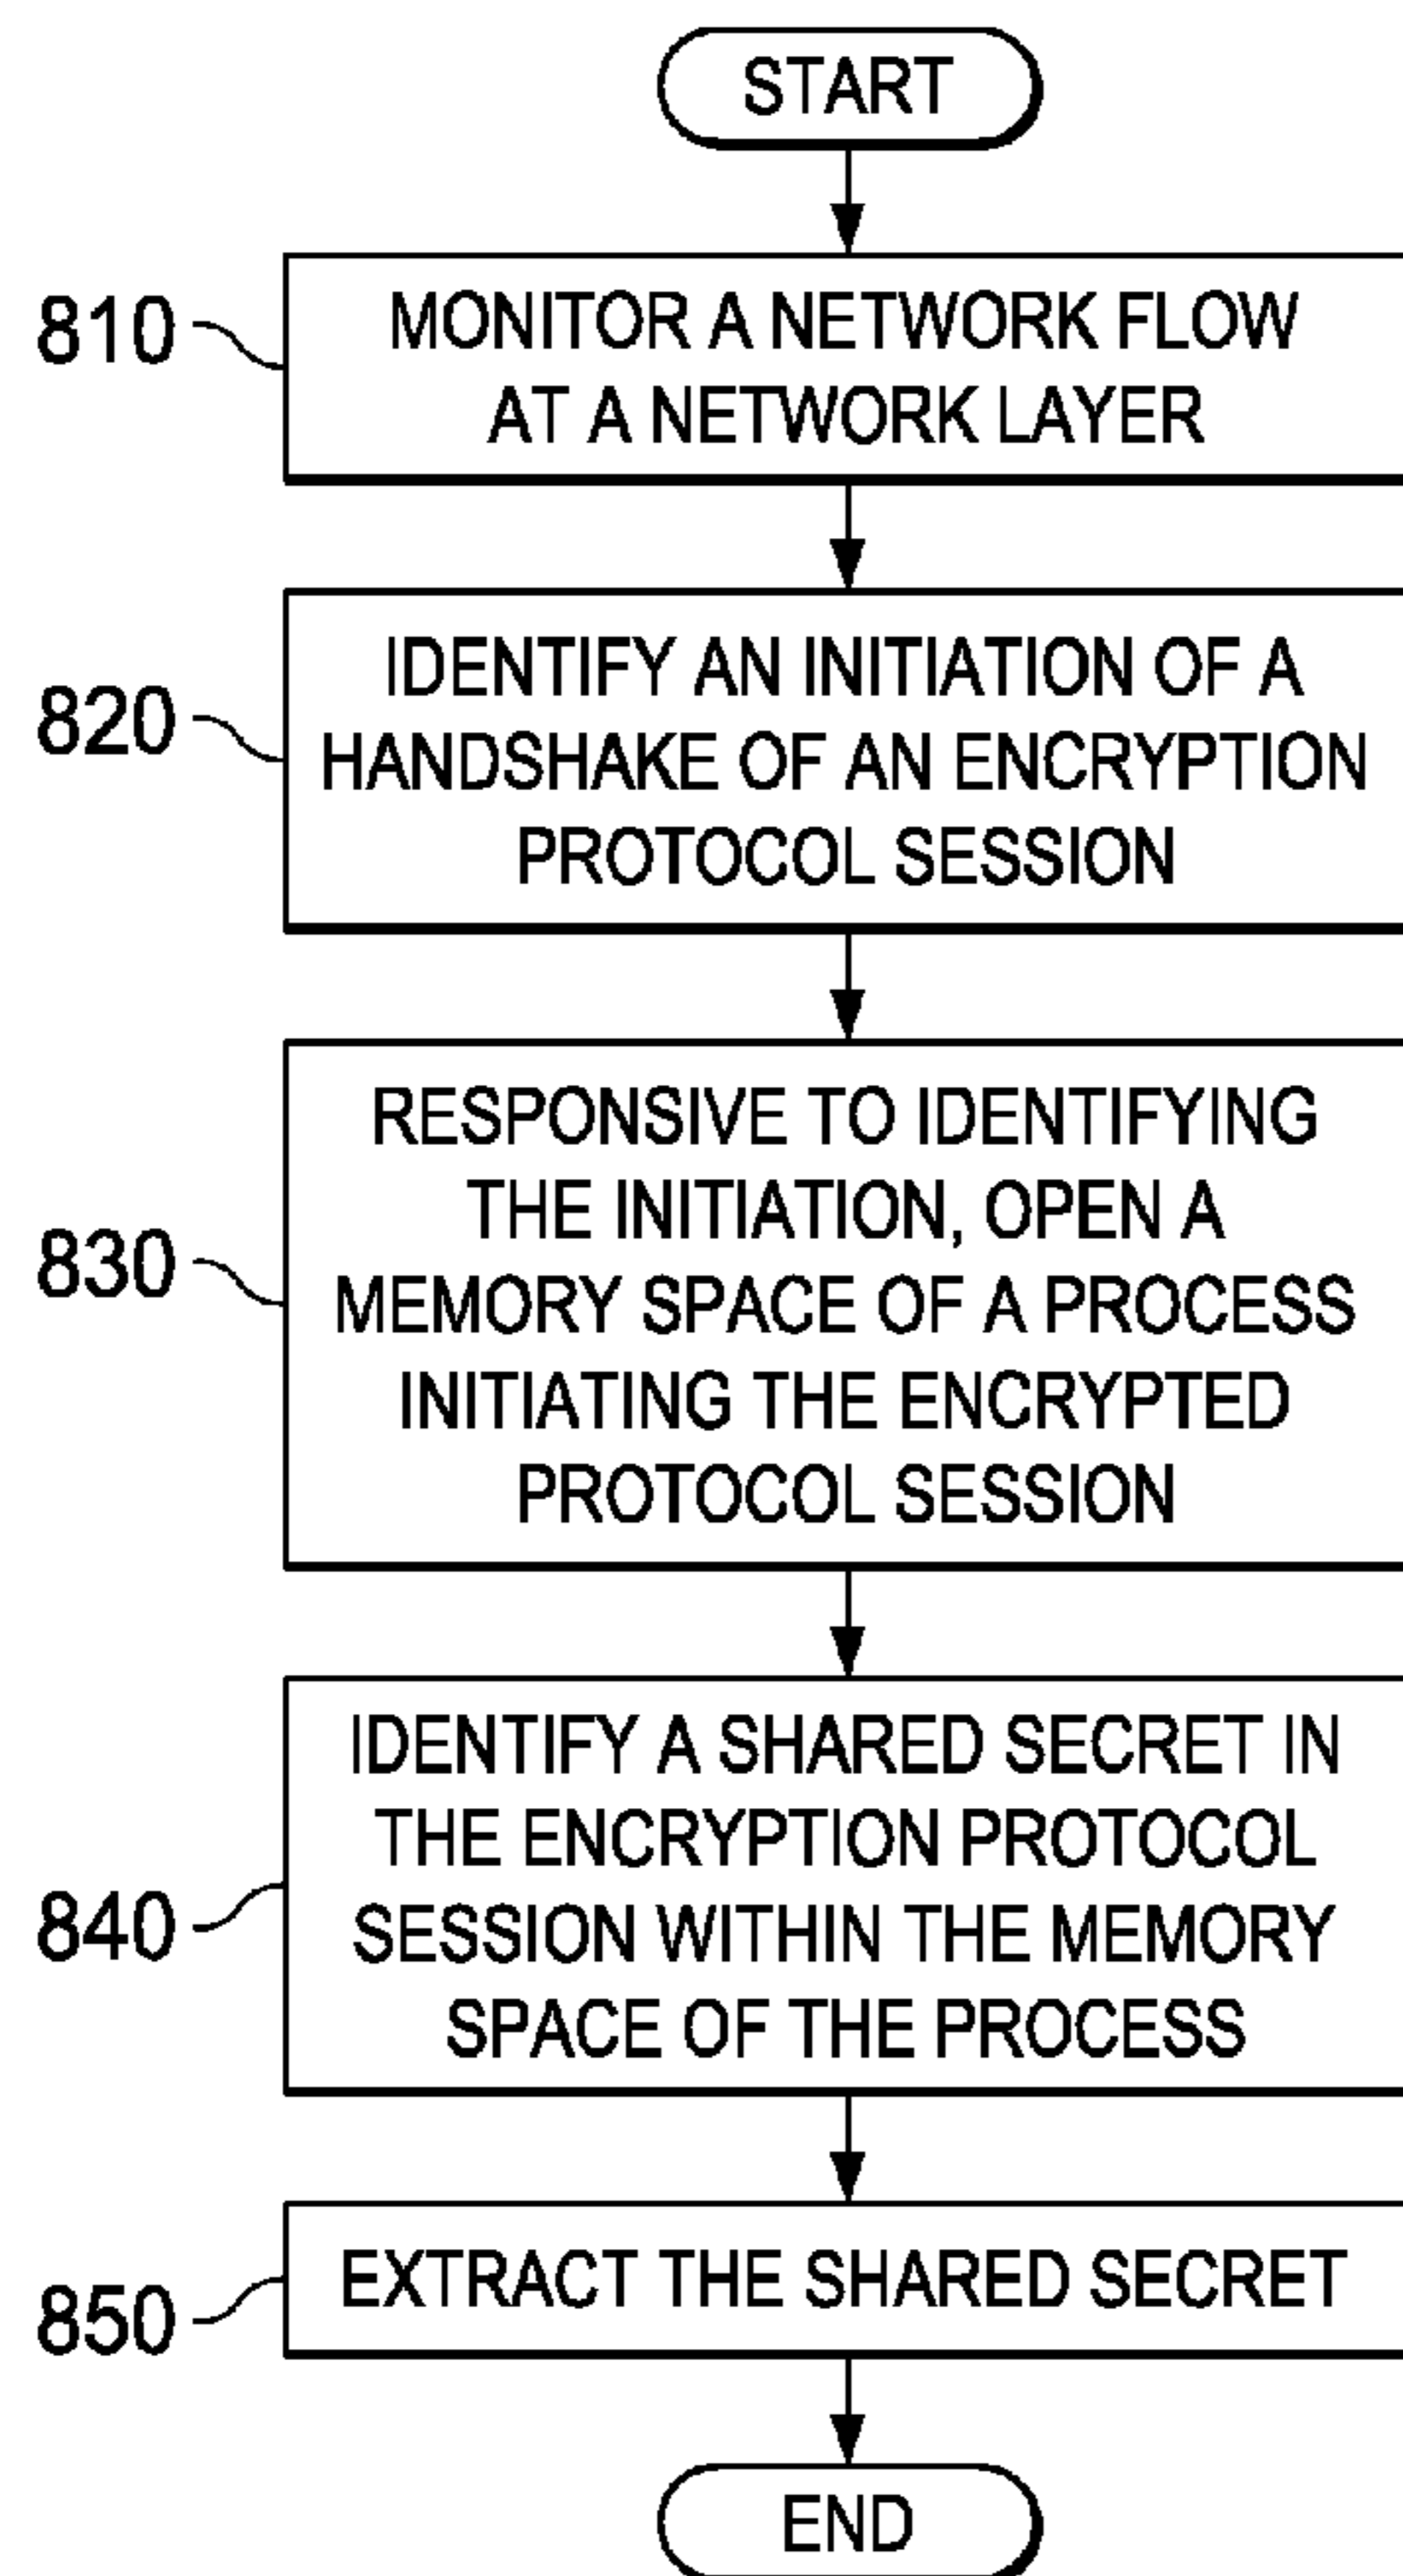 START
810
MONITOR A NETWORK FLOW
AT A NETWORK LAYER
820
IDENTIFY AN INITIATION OF A
HANDSHAKE OF AN ENCRYPTION
PROTOCOL SESSION
830
RESPONSIVE TO IDENTIFYING
THE INITIATION, OPEN A
MEMORY SPACE OF A PROCESS
INITIATING THE ENCRYPTED
PROTOCOL SESSION
840
IDENTIFY A SHARED SECRET IN
THE ENCRYPTION PROTOCOL
SESSION WITHIN THE MEMORY
SPACE OF THE PROCESS
850
EXTRACT THE SHARED SECRET
END